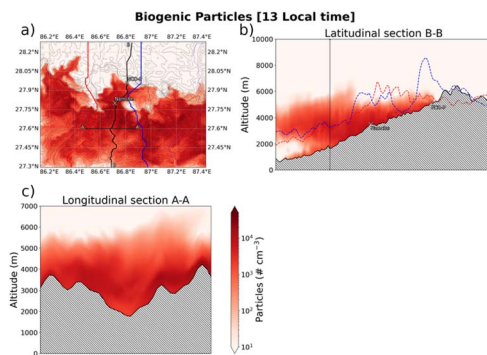 Biogenic Particles [13 Local time]
a)
28.2°N
28.05°N
27.9°N
27.75°N
27.6°N
27.45°N
27.3°N
86.2°E 86.4°E 86.6°E 86.8°E 87°E 87.2°E 87.4°E
28.2°N
28.05°N
27.9°N
27.75°N
27.6°N
27.45°N
27.3°N
b)
Latitudinal section B-B
Altitude (m)
10000
8000
6000
4000
2000
0
c)
Longitudinal section A-A
Altitude (m)
7000
6000
5000
4000
3000
2000
1000
0
10⁴
10³
10²
10¹
Particles (# cm⁻³)